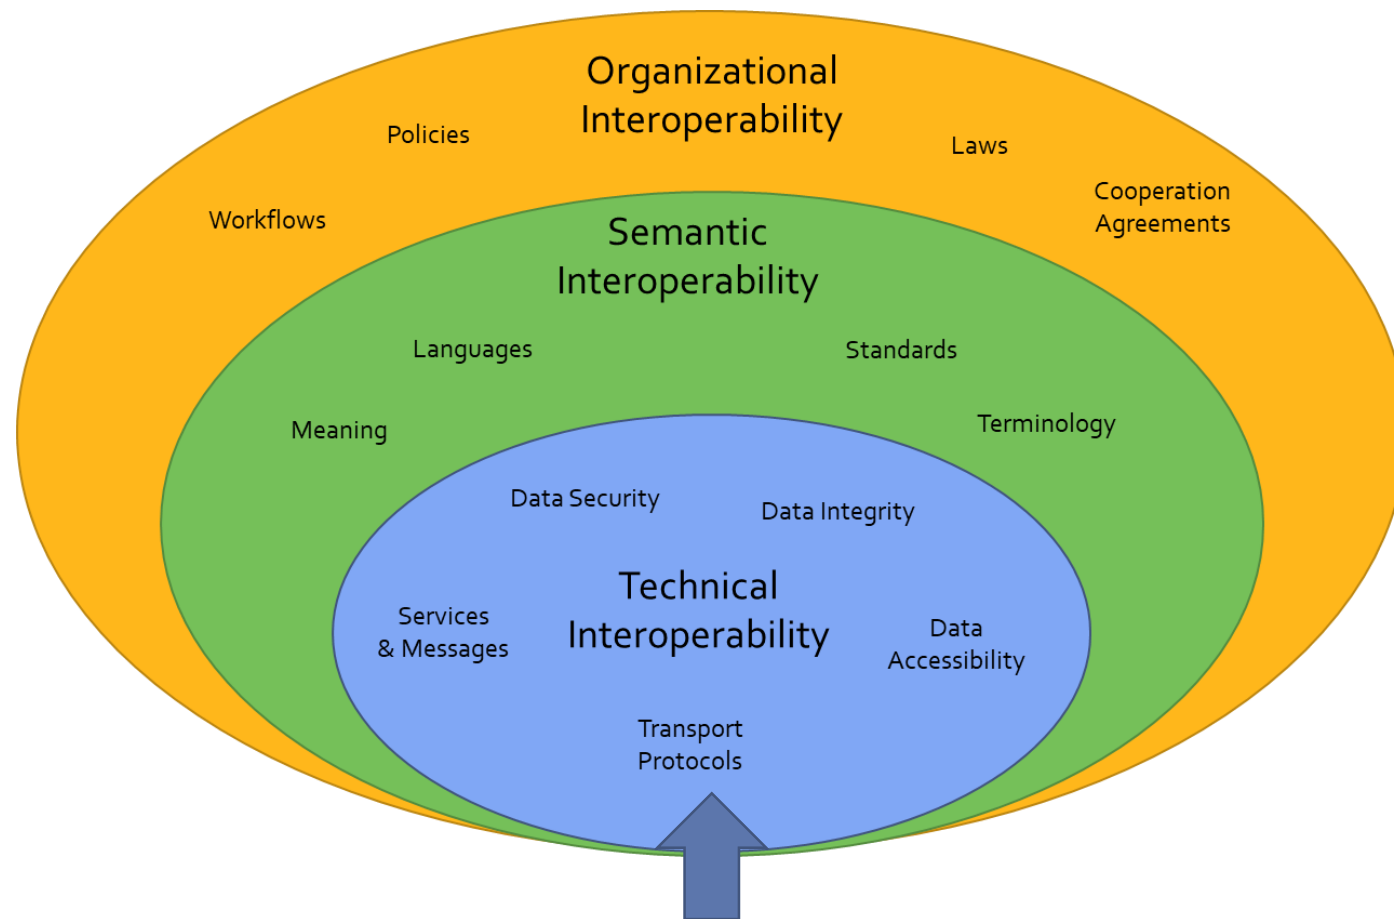 Organizational
Interoperability
Policies
Laws
Workflows
Cooperation
Agreements
Semantic
Interoperability
Languages
Standards
Meaning
Terminology
Data Security
Data Integrity
Technical
Interoperability
Services
& Messages
Data
Accessibility
Transport
Protocols